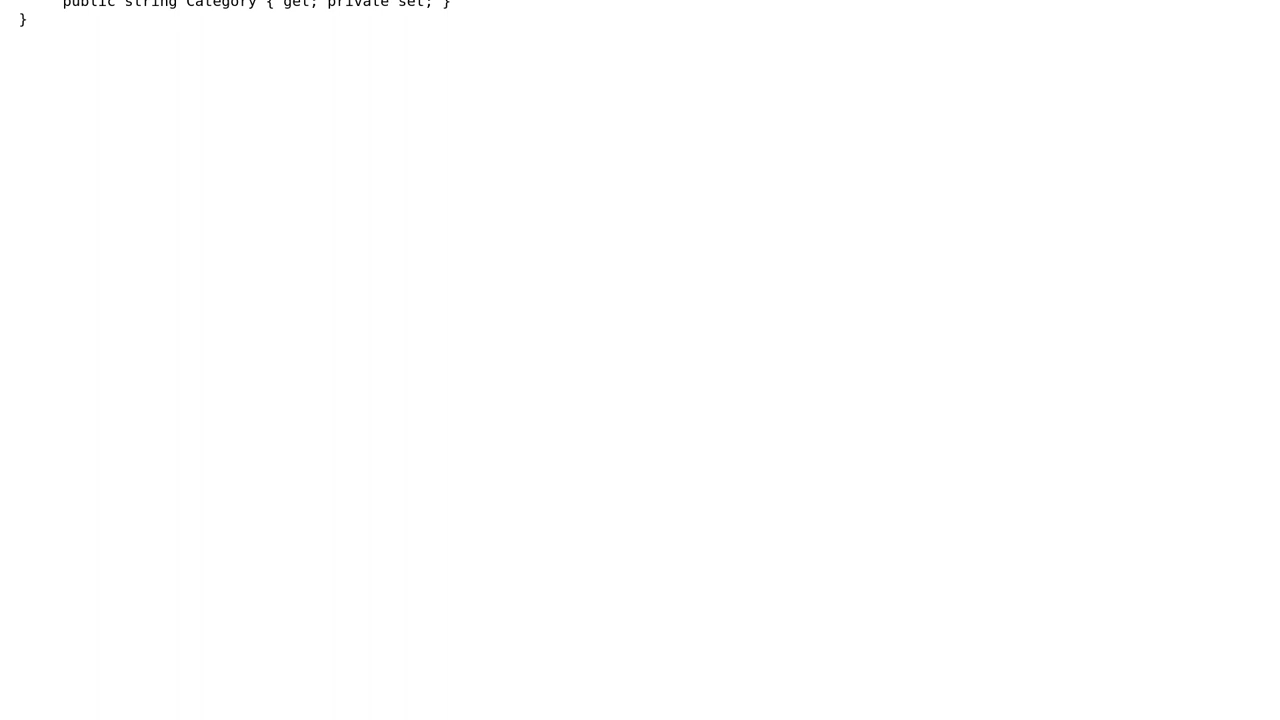 public string Category { get; private set; }
}